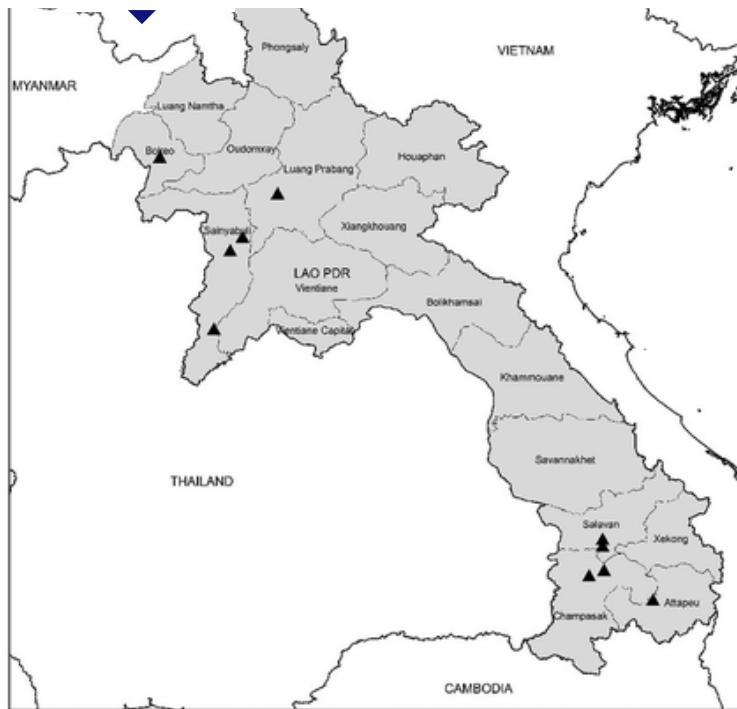 Phongsaly
VIETNAM
MYANMAR
Luang Namtha
Bokeo
Oudomxay
Luang Prabang
Houaphan
Sainyabuli
Xiangkhouang
LAO PDR
Vientiane
Bolikhamsai
Vientiane Capital
Khammouane
Savannakhet
THAILAND
Salavan
Xekong
Attapeu
Champasak
CAMBODIA